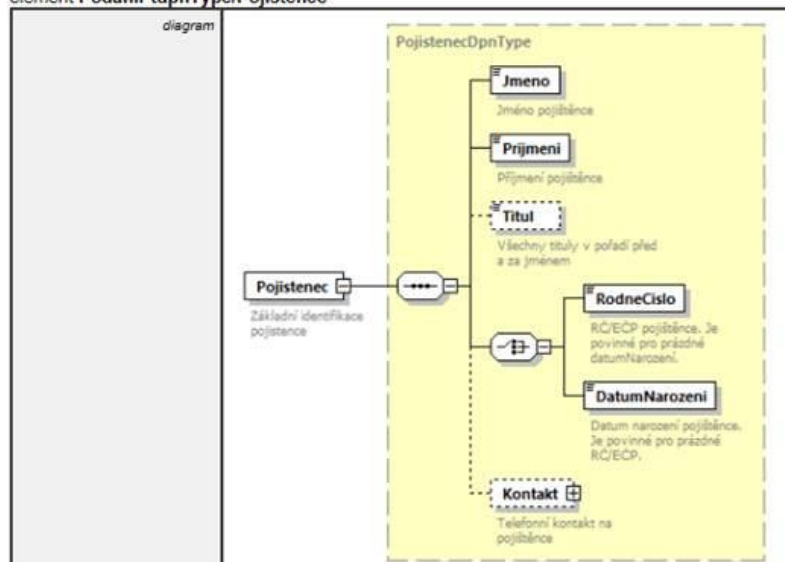 diagram
PojistenecDpnType
Jmeno
Jméno pojištěnce
Prijmeni
Příjmení pojištěnce
Titul
Všechny tituly v pořadí před
a za jménem
Pojistenec
Základní identifikace
pojistence
RodneCislo
RČ/EČP pojištěnce. Je
povinné pro prázdné
datumNarození.
DatumNarozeni
Datum narození pojištěnce.
Je povinné pro prázdné
RČ/EČP.
Kontakt
Telefonní kontakt na
pojištěnce